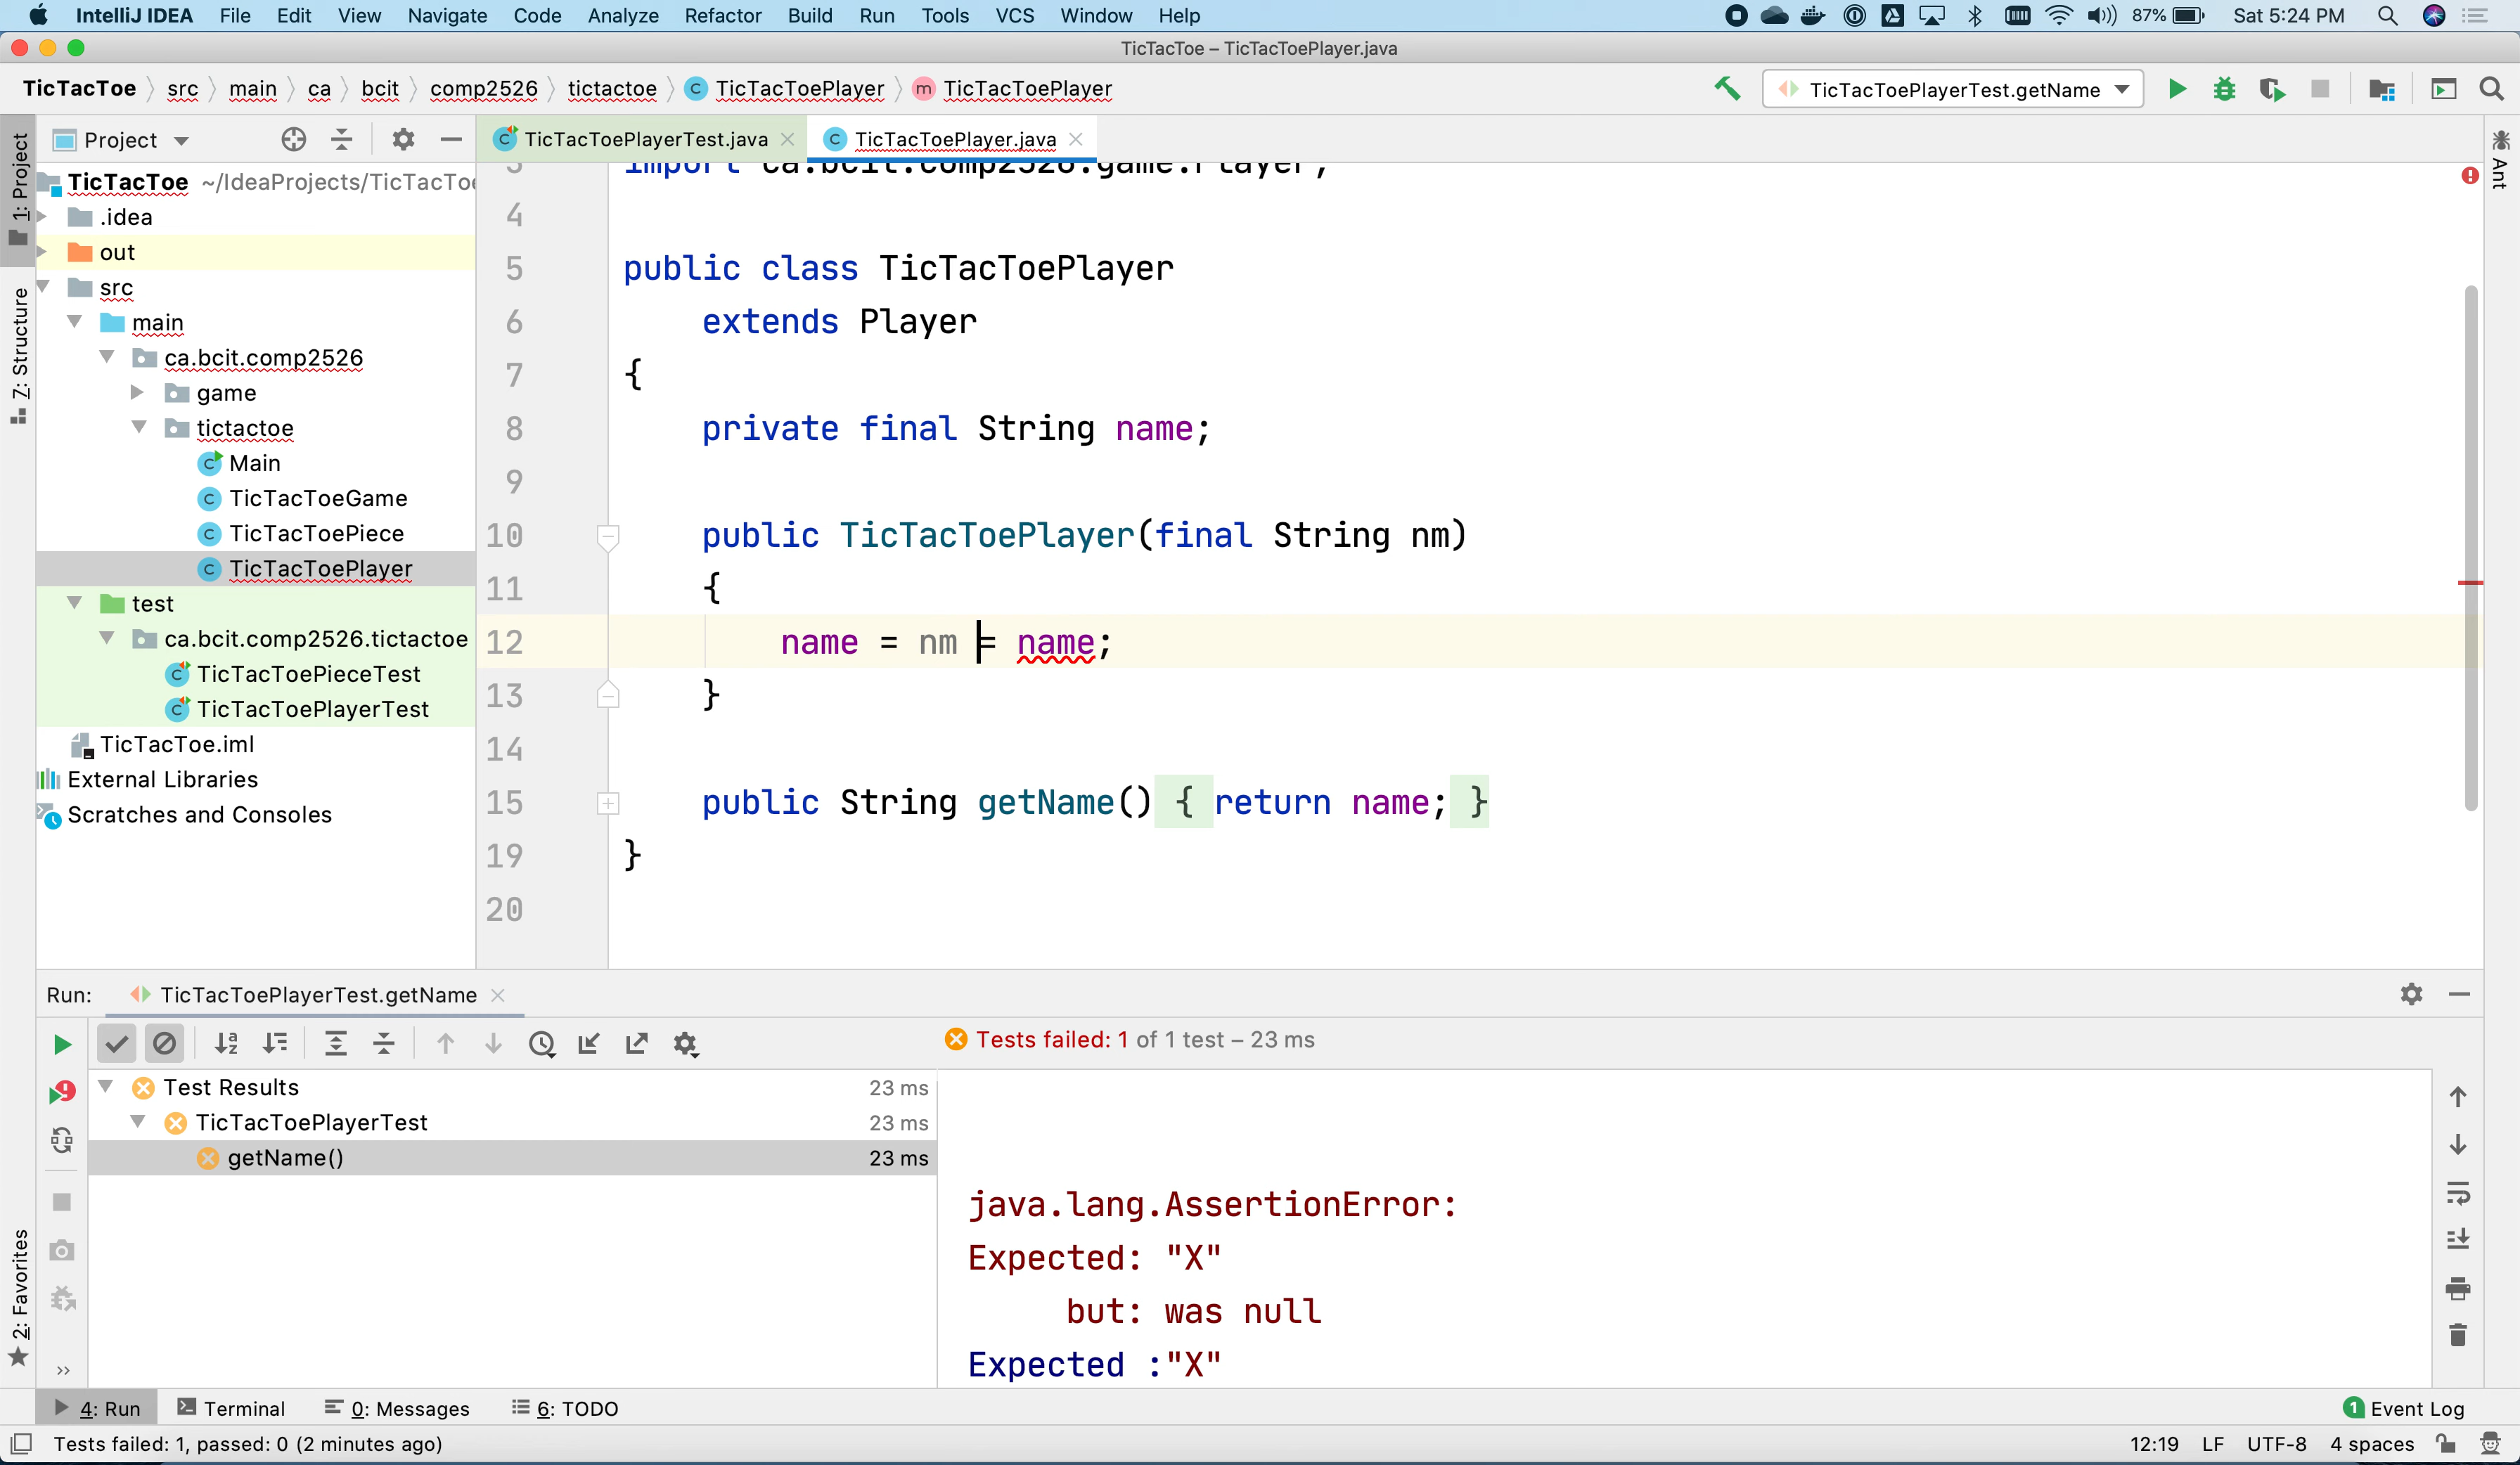 IntelliJ IDEA File Edit View Navigate Code Analyze Refactor Build Run Tools VCS Window Help 87% Sat 5:24 PM
TicTacToe – TicTacToePlayer.java
TicTacToe src main ca bcit comp2526 tictactoe C TicTacToePlayer m TicTacToePlayer TicTacToePlayerTest.getName
Project
TicTacToePlayerTest.java
TicTacToePlayer.java
1: Project
7: Structure
2: Favorites
Ant
TicTacToe ~/IdeaProjects/TicTacToe
.idea
out
src
main
ca.bcit.comp2526
game
tictactoe
Main
TicTacToeGame
TicTacToePiece
TicTacToePlayer
test
ca.bcit.comp2526.tictactoe
TicTacToePieceTest
TicTacToePlayerTest
TicTacToe.iml
External Libraries
Scratches and Consoles
3 import ca.bcit.comp2526.game.Player;
4
5 public class TicTacToePlayer
6 extends Player
7 {
8 private final String name;
9
10 public TicTacToePlayer(final String nm)
11 {
12 name = nm = name;
13 }
14
15 public String getName() { return name; }
19 }
20
Run: TicTacToePlayerTest.getName
Tests failed: 1 of 1 test – 23 ms
Test Results 23 ms
TicTacToePlayerTest 23 ms
getName() 23 ms
java.lang.AssertionError:
Expected: "X"
but: was null
Expected :"X"
4: Run Terminal 0: Messages 6: TODO 1 Event Log
Tests failed: 1, passed: 0 (2 minutes ago) 12:19 LF UTF-8 4 spaces